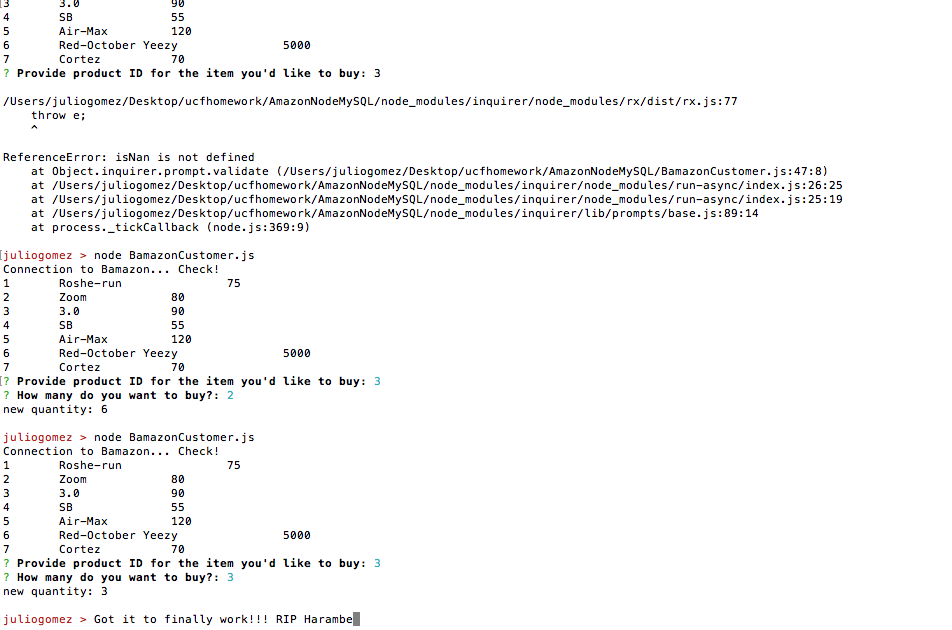 3 3.0 90
4 SB 55
5 Air-Max 120
6 Red-October Yeezy 5000
7 Cortez 70
? Provide product ID for the item you'd like to buy: 3
/Users/juliogomez/Desktop/ucfhomework/AmazonNodeMySQL/node_modules/inquirer/node_modules/rx/dist/rx.js:77
throw e;
^
ReferenceError: isNan is not defined
at Object.inquirer.prompt.validate (/Users/juliogomez/Desktop/ucfhomework/AmazonNodeMySQL/BamazonCustomer.js:47:8)
at /Users/juliogomez/Desktop/ucfhomework/AmazonNodeMySQL/node_modules/inquirer/node_modules/run-async/index.js:26:25
at /Users/juliogomez/Desktop/ucfhomework/AmazonNodeMySQL/node_modules/inquirer/node_modules/run-async/index.js:25:19
at /Users/juliogomez/Desktop/ucfhomework/AmazonNodeMySQL/node_modules/inquirer/lib/prompts/base.js:89:14
at process._tickCallback (node.js:369:9)
[juliogomez > node BamazonCustomer.js
Connection to Bamazon... Check!
1 Roshe-run 75
2 Zoom 80
3 3.0 90
4 SB 55
5 Air-Max 120
6 Red-October Yeezy 5000
7 Cortez 70
[? Provide product ID for the item you'd like to buy: 3
? How many do you want to buy?: 2
new quantity: 6
juliogomez > node BamazonCustomer.js
Connection to Bamazon... Check!
1 Roshe-run 75
2 Zoom 80
3 3.0 90
4 SB 55
5 Air-Max 120
6 Red-October Yeezy 5000
7 Cortez 70
? Provide product ID for the item you'd like to buy: 3
? How many do you want to buy?: 3
new quantity: 3
juliogomez > Got it to finally work!!! RIP Harambe